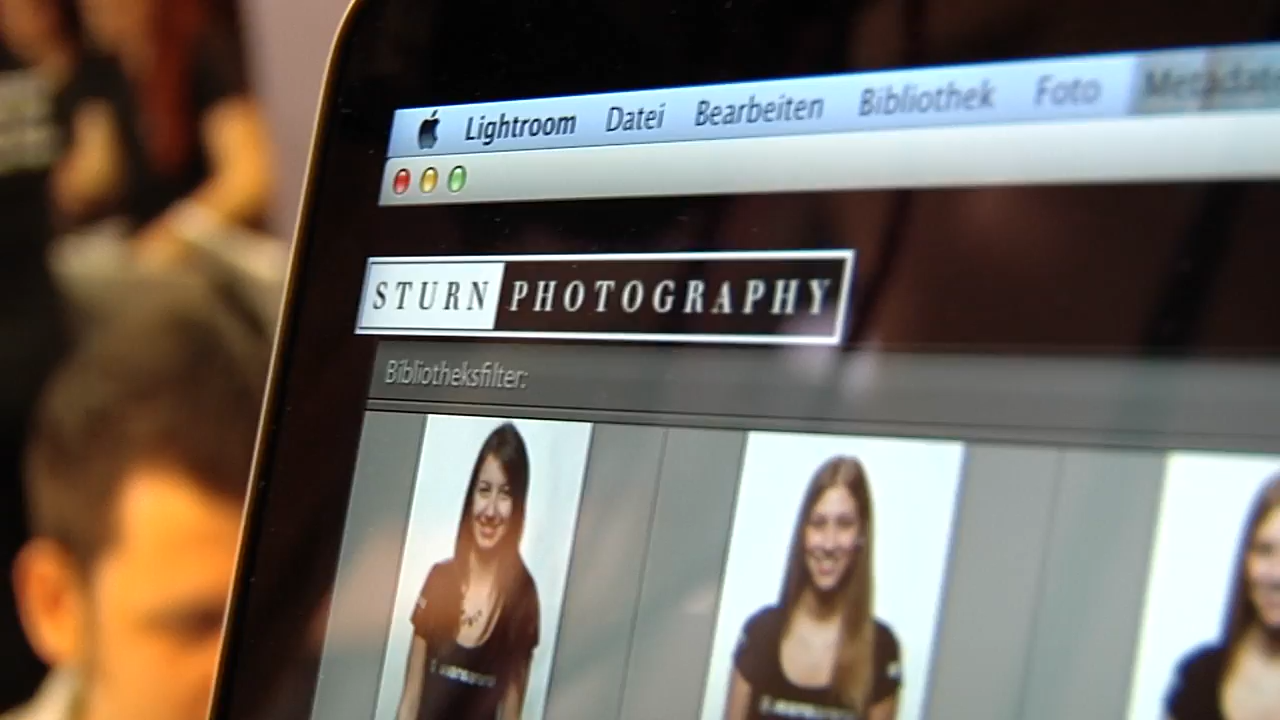 Lightroom Datei Bearbeiten Bibliothek Foto
STURN PHOTOGRAPHY
Bibliotheksfilter: